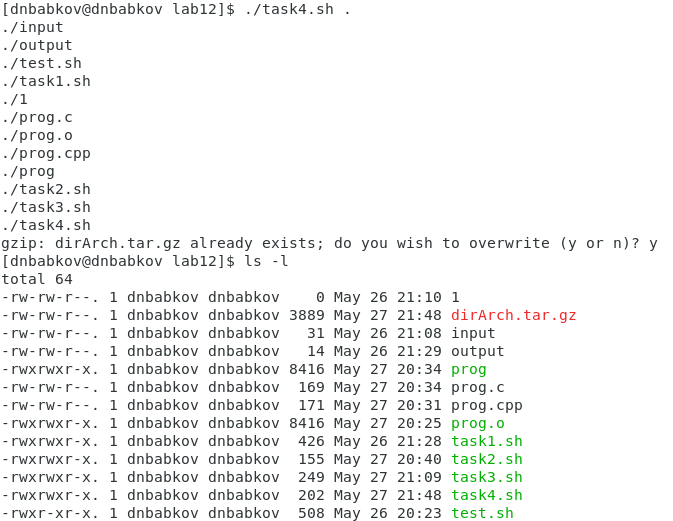 [dnbabkov@dnbabkov lab12]$ ./task4.sh .
./input
./output
./test.sh
./task1.sh
./1
./prog.c
./prog.o
./prog.cpp
./prog
./task2.sh
./task3.sh
./task4.sh
gzip: dirArch.tar.gz already exists; do you wish to overwrite (y or n)? y
[dnbabkov@dnbabkov lab12]$ ls -l
total 64
-rw-rw-r--. 1 dnbabkov dnbabkov    0 May 26 21:10 1
-rw-rw-r--. 1 dnbabkov dnbabkov 3889 May 27 21:48 dirArch.tar.gz
-rw-rw-r--. 1 dnbabkov dnbabkov   31 May 26 21:08 input
-rw-rw-r--. 1 dnbabkov dnbabkov   14 May 26 21:29 output
-rwxrwxr-x. 1 dnbabkov dnbabkov 8416 May 27 20:34 prog
-rw-rw-r--. 1 dnbabkov dnbabkov  169 May 27 20:34 prog.c
-rw-rw-r--. 1 dnbabkov dnbabkov  171 May 27 20:31 prog.cpp
-rwxrwxr-x. 1 dnbabkov dnbabkov 8416 May 27 20:25 prog.o
-rwxrwxr-x. 1 dnbabkov dnbabkov  426 May 26 21:28 task1.sh
-rwxrwxr-x. 1 dnbabkov dnbabkov  155 May 27 20:40 task2.sh
-rwxrwxr-x. 1 dnbabkov dnbabkov  249 May 27 21:09 task3.sh
-rwxrwxr-x. 1 dnbabkov dnbabkov  202 May 27 21:48 task4.sh
-rwxr-xr-x. 1 dnbabkov dnbabkov  508 May 26 20:23 test.sh